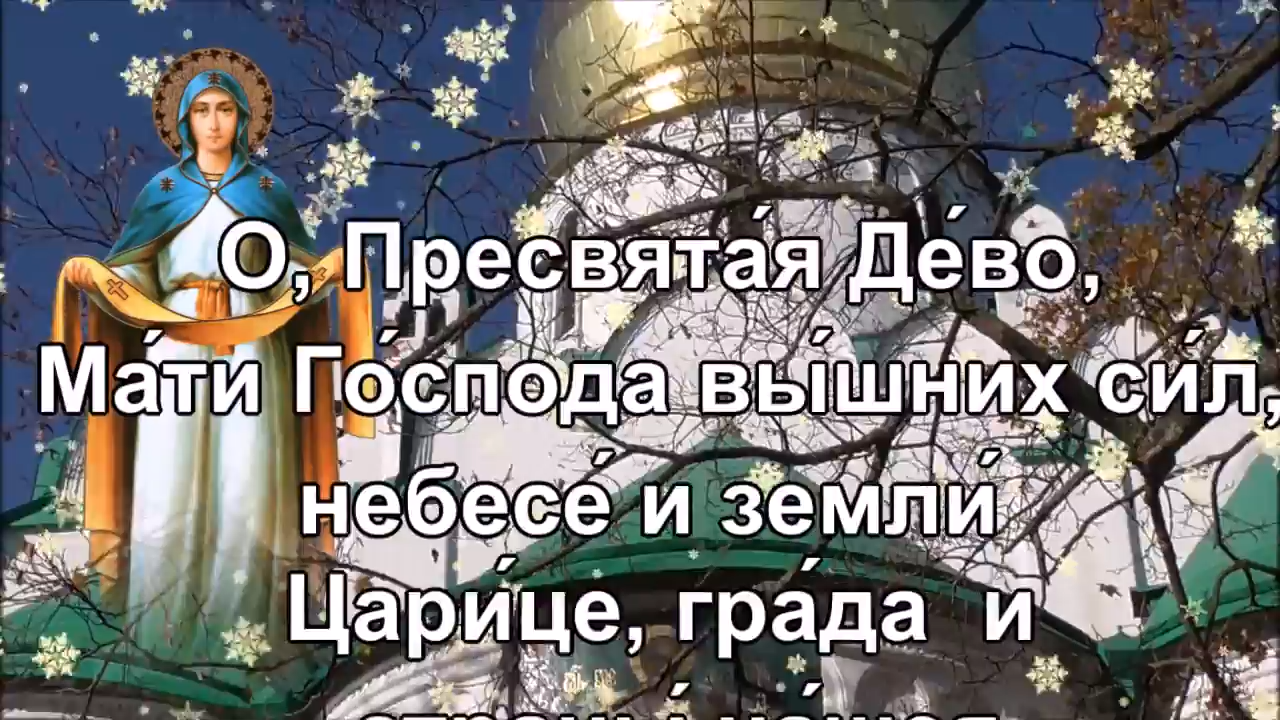 О, Пресвята́я Де́во,
Ма́ти Го́спода вы́шних си́л,
небесе́ и земли́
Цари́це, гра́да и